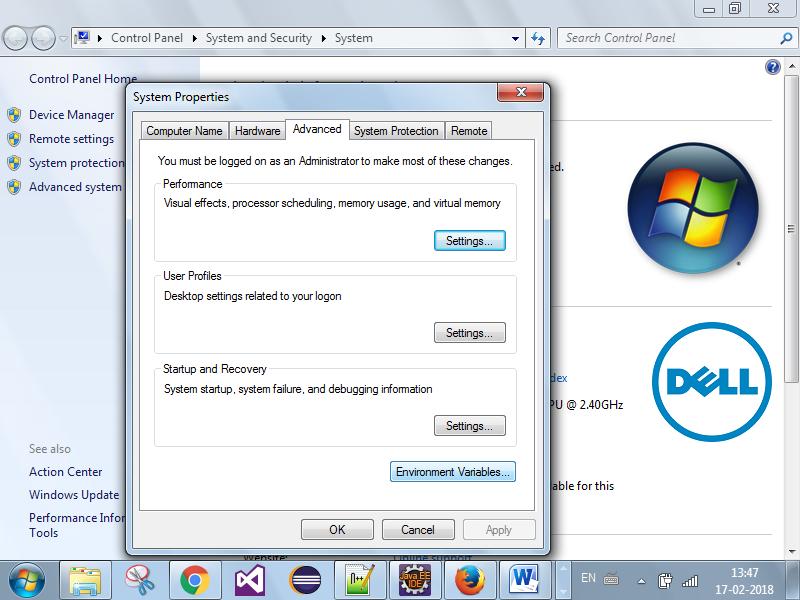 Control Panel
System and Security
System
Search Control Panel
Control Panel Home
Device Manager
Remote settings
System protection
Advanced system
System Properties
Computer Name
Hardware
Advanced
System Protection
Remote
You must be logged on as an Administrator to make most of these changes.
Performance
Visual effects, processor scheduling, memory usage, and virtual memory
Settings...
User Profiles
Desktop settings related to your logon
Settings...
Startup and Recovery
System startup, system failure, and debugging information
Settings...
Environment Variables...
OK
Cancel
Apply
ed.
DELL
dex
PU @ 2.40GHz
able for this
See also
Action Center
Windows Update
Performance Infor
Tools
Website:
Online support
n++
Java EE
IDE
W
EN
13:47
17-02-2018